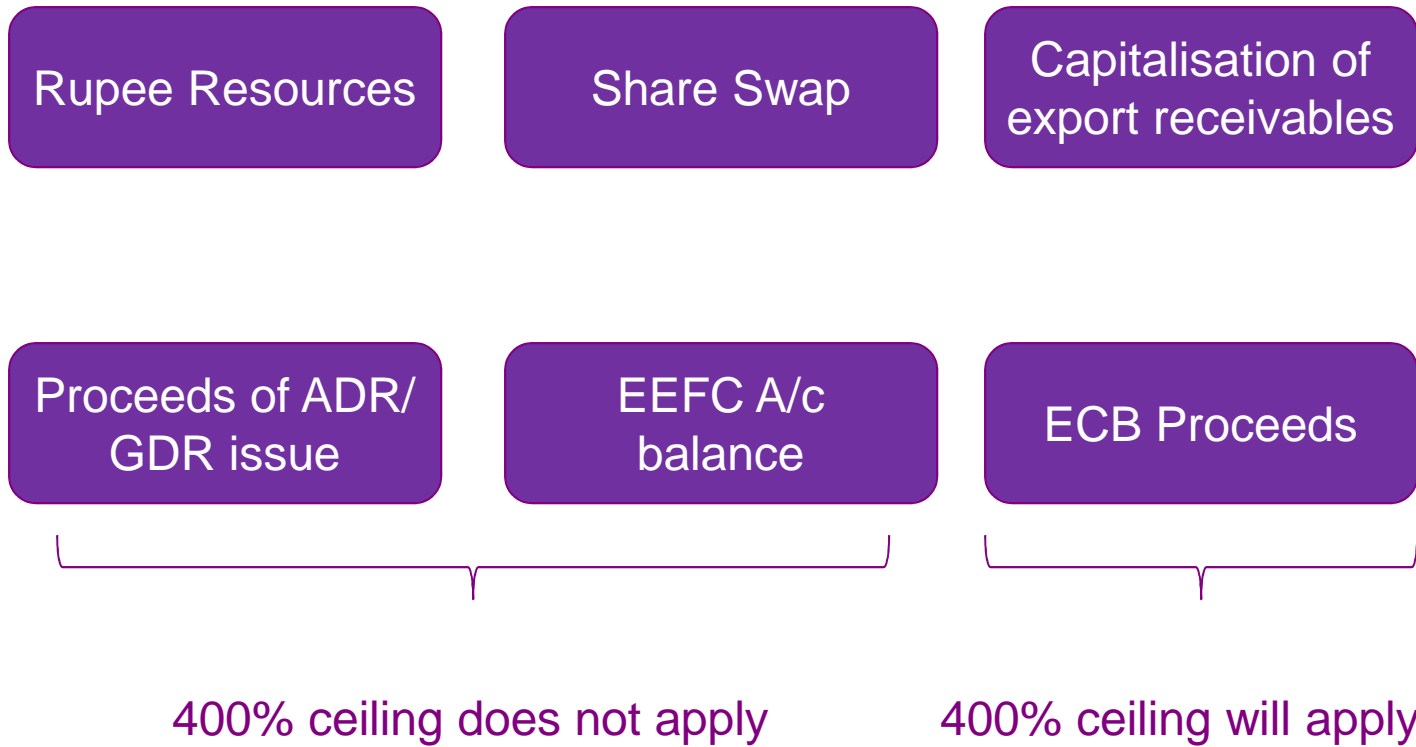 Rupee Resources
Share Swap
Capitalisation of
export receivables
Proceeds of ADR/
GDR issue
EEFC A/c
balance
ECB Proceeds
400% ceiling does not apply
400% ceiling will apply